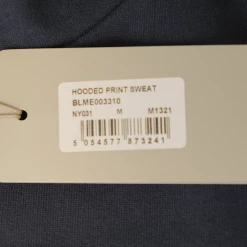 HOODED PRINT SWEAT
BLME003310
NY031 M M1321
5 054577 873241 >